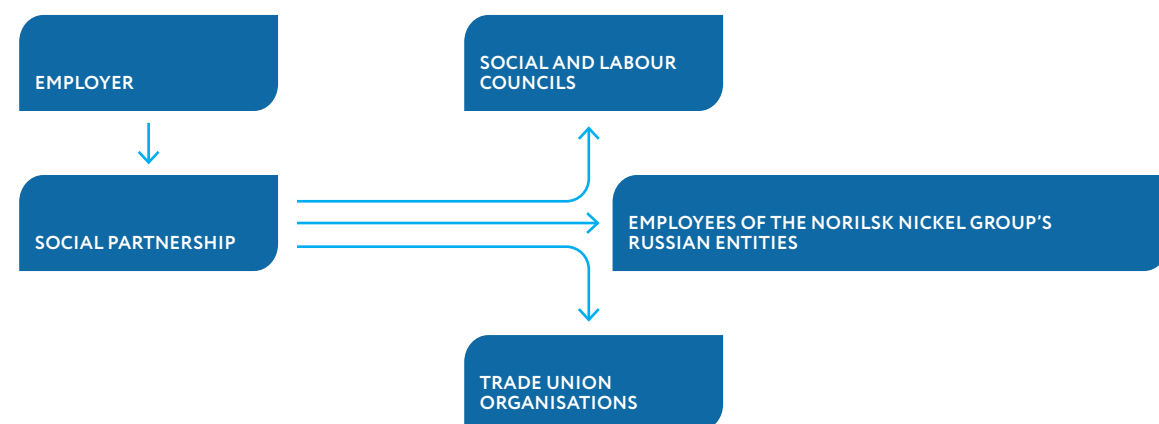 EMPLOYER
SOCIAL AND LABOUR
COUNCILS
SOCIAL PARTNERSHIP
EMPLOYEES OF THE NORILSK NICKEL GROUP’S
RUSSIAN ENTITIES
TRADE UNION
ORGANISATIONS